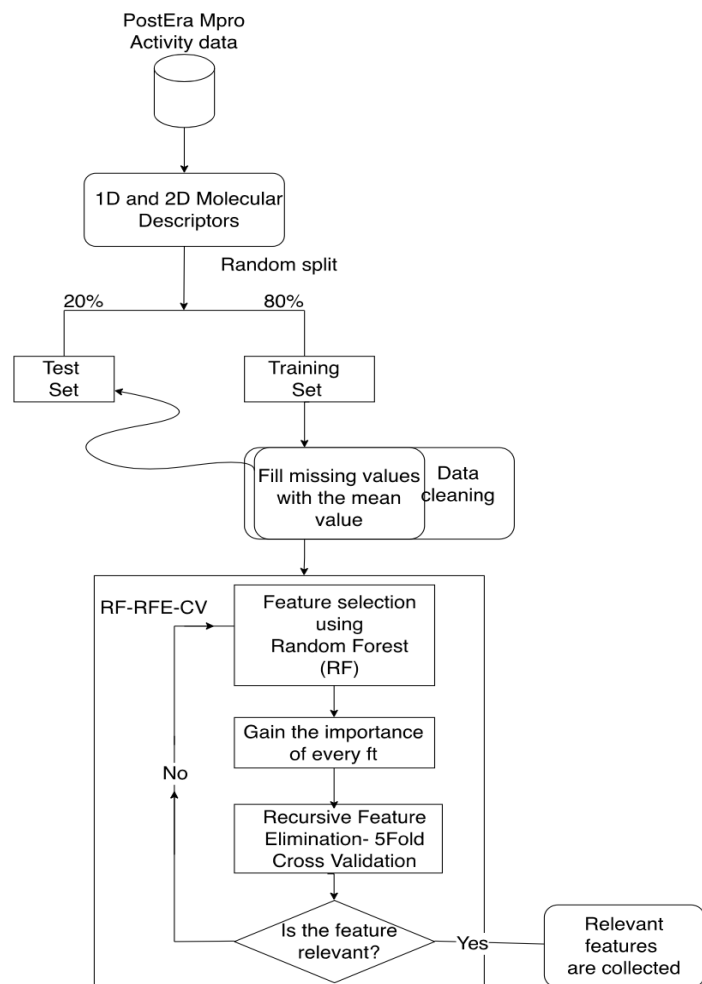 PostEra Mpro
Activity data
1D and 2D Molecular
Descriptors
Random split
20%
80%
Test
Set
Training
Set
Fill missing values
with the mean
value
Data
cleaning
RF-RFE-CV
Feature selection
using
Random Forest
(RF)
Gain the importance
of every ft
No
Recursive Feature
Elimination- 5Fold
Cross Validation
Is the feature
relevant?
Yes
Relevant
features
are collected